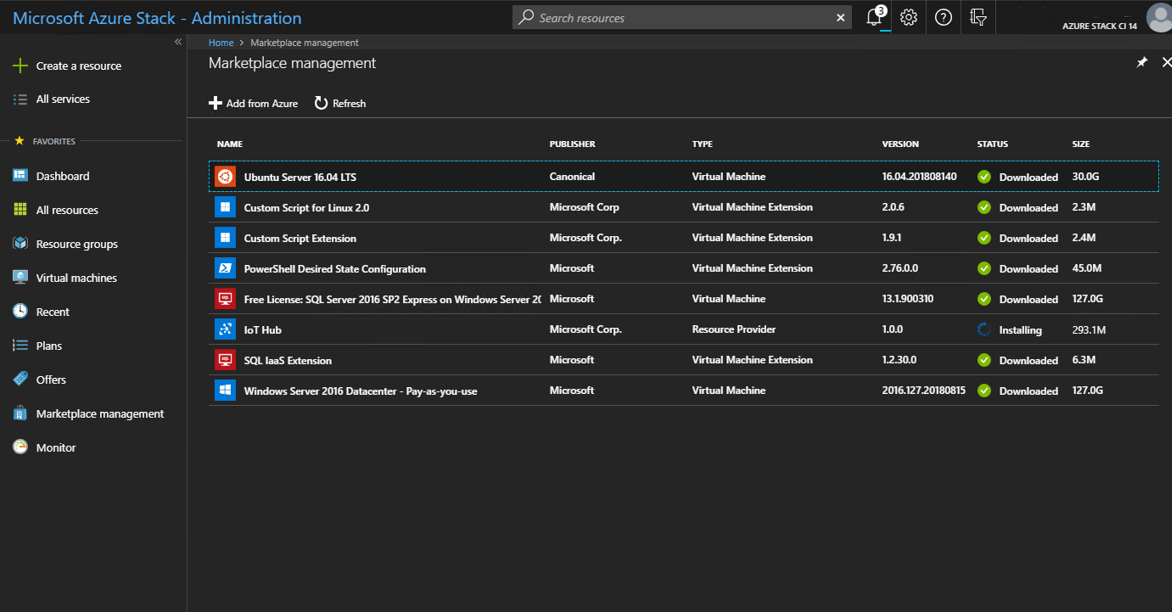 Microsoft Azure Stack - Administration
Search resources
3
AZURE STACK CI 14
Home > Marketplace management
Marketplace management
Create a resource
All services
FAVORITES
Dashboard
All resources
Resource groups
Virtual machines
Recent
Plans
Offers
Marketplace management
Monitor
Add from Azure Refresh
NAME PUBLISHER TYPE VERSION STATUS SIZE
Ubuntu Server 16.04 LTS Canonical Virtual Machine 16.04.201808140 Downloaded 30.0G
Custom Script for Linux 2.0 Microsoft Corp Virtual Machine Extension 2.0.6 Downloaded 2.3M
Custom Script Extension Microsoft Corp. Virtual Machine Extension 1.9.1 Downloaded 2.4M
PowerShell Desired State Configuration Microsoft Virtual Machine Extension 2.76.0.0 Downloaded 45.0M
Free License: SQL Server 2016 SP2 Express on Windows Server 20 Microsoft Virtual Machine 13.1.900310 Downloaded 127.0G
IoT Hub Microsoft Corp. Resource Provider 1.0.0 Installing 293.1M
SQL IaaS Extension Microsoft Virtual Machine Extension 1.2.30.0 Downloaded 6.3M
Windows Server 2016 Datacenter - Pay-as-you-use Microsoft Virtual Machine 2016.127.20180815 Downloaded 127.0G